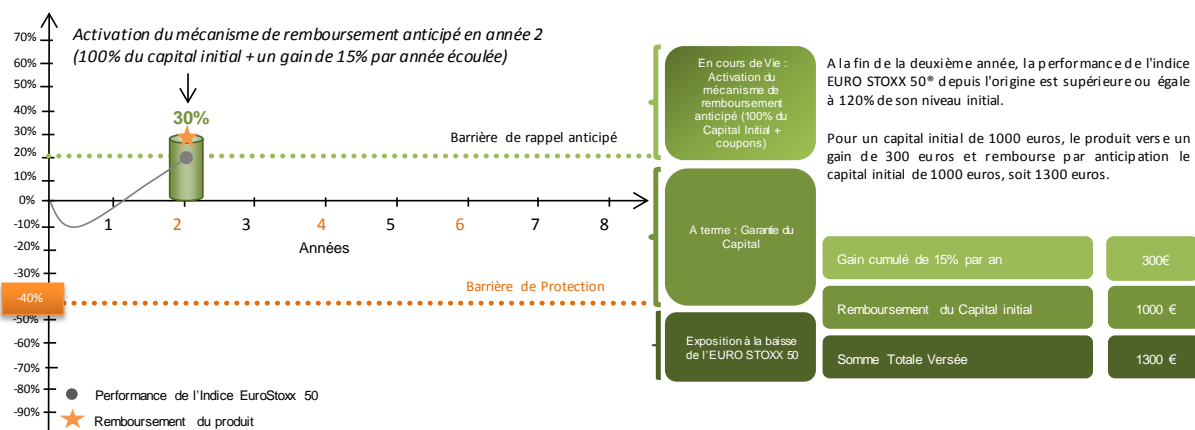 Activation du mécanisme de remboursement anticipé en année 2
(100% du capital initial + un gain de 15% par année écoulée)
70%
60%
50%
40%
30%
20%
10%
0%
-10%
-20%
-30%
-40%
-50%
-60%
-70%
-80%
-90%
30%
Barrière de rappel anticipé
1
2
3
4
5
6
7
8
Années
Barrière de Protection
Performance de l'Indice EuroStoxx 50
Remboursement du produit
En cours de Vie :
Activation du
mécanisme de
remboursement
anticipé (100% du
Capital Initial +
coupons)
A terme : Garantie du
Capital
Exposition à la baisse
de l'EURO STOXX 50
A la fin de la deuxième année, la performance de l'indice
EURO STOXX 50® depuis l'origine est supérieure ou égale
à 120% de son niveau initial.
Pour un capital initial de 1000 euros, le produit verse un
gain de 300 euros et rembourse par anticipation le
capital initial de 1000 euros, soit 1300 euros.
Gain cumulé de 15% par an
300€
Remboursement du Capital initial
1000 €
Somme Totale Versée
1300 €